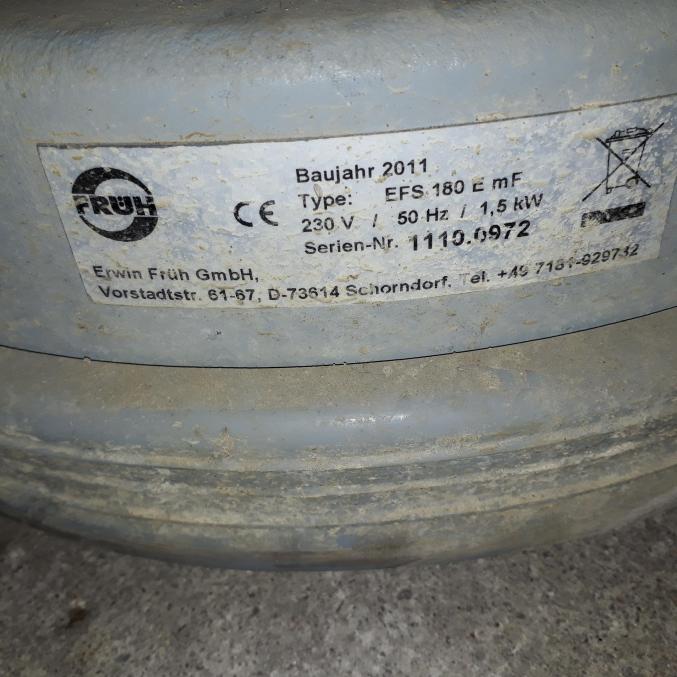 FRÜH
CE
Baujahr 2011
Type: EFS 180 E mF
230 V / 50 Hz / 1,5 kW
Serien-Nr. 1110.0972
Erwin Früh GmbH,
Vorstadtstr. 61-67, D-73614 Schorndorf. Tel. +49 7181-929732